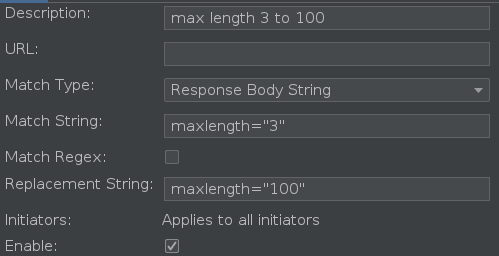 Description: max length 3 to 100
URL:
Match Type: Response Body String
Match String: maxlength="3"
Match Regex:
Replacement String: maxlength="100"
Initiators: Applies to all initiators
Enable: